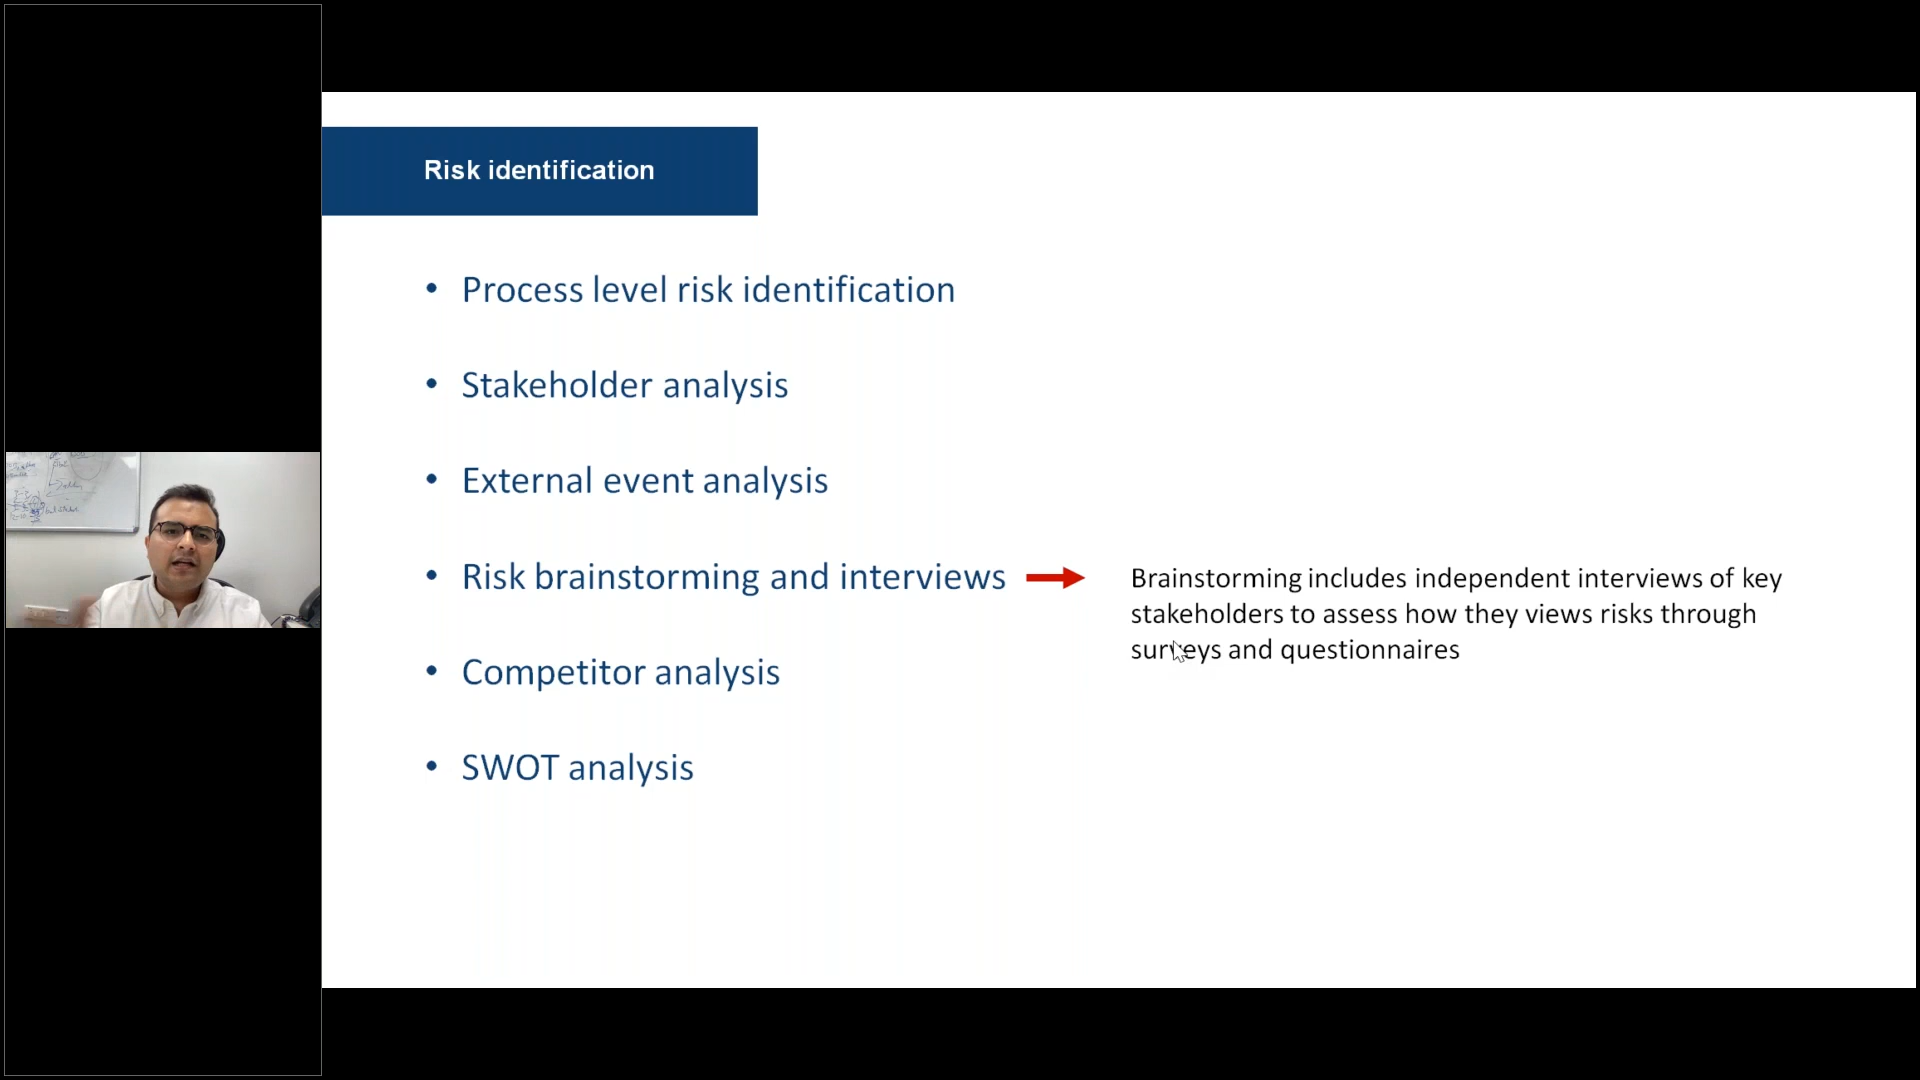 Risk identification
• Process level risk identification
• Stakeholder analysis
• External event analysis
• Risk brainstorming and interviews
Brainstorming includes independent interviews of key
stakeholders to assess how they views risks through
surveys and questionnaires
• Competitor analysis
• SWOT analysis